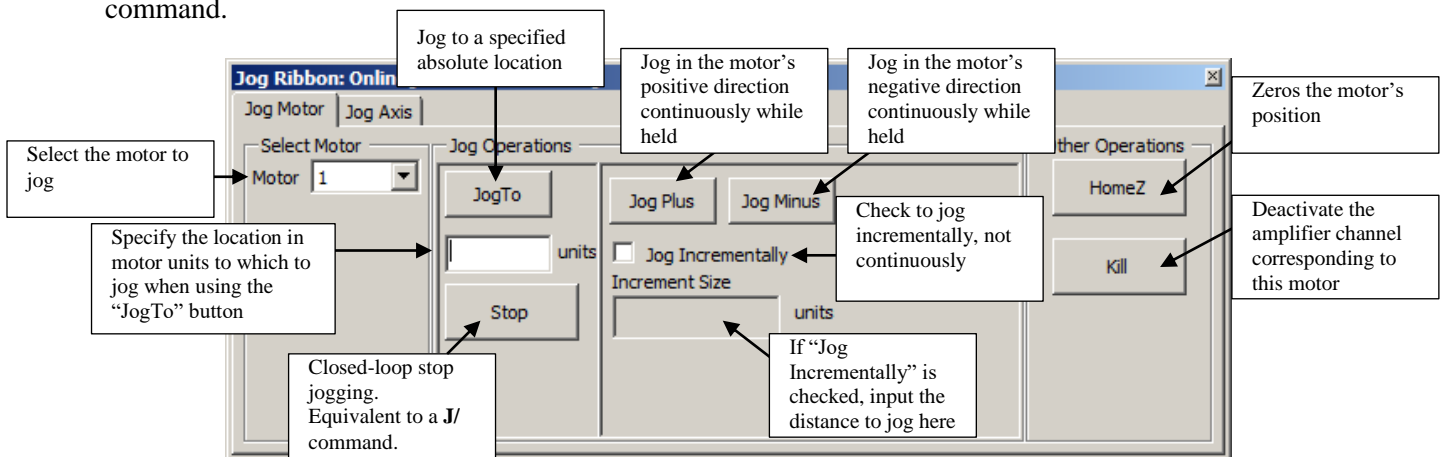 command.
Jog to a specified
absolute location
Jog in the motor's
positive direction
continuously while
held
Jog in the motor's
negative direction
continuously while
held
Zeros the motor's
position
Jog Ribbon: Onlin
Jog Motor
Jog Axis
Select the motor to
jog
Select Motor
Motor
1
Jog Operations
JogTo
units
Stop
Jog Plus
Jog Minus
Jog Incrementally
Increment Size
units
Check to jog
incrementally, not
continuously
ther Operations
HomeZ
Kill
Deactivate the
amplifier channel
corresponding to
this motor
Specify the location in
motor units to which to
jog when using the
“JogTo” button
Closed-loop stop
jogging.
Equivalent to a J/
command.
If “Jog
Incrementally” is
checked, input the
distance to jog here